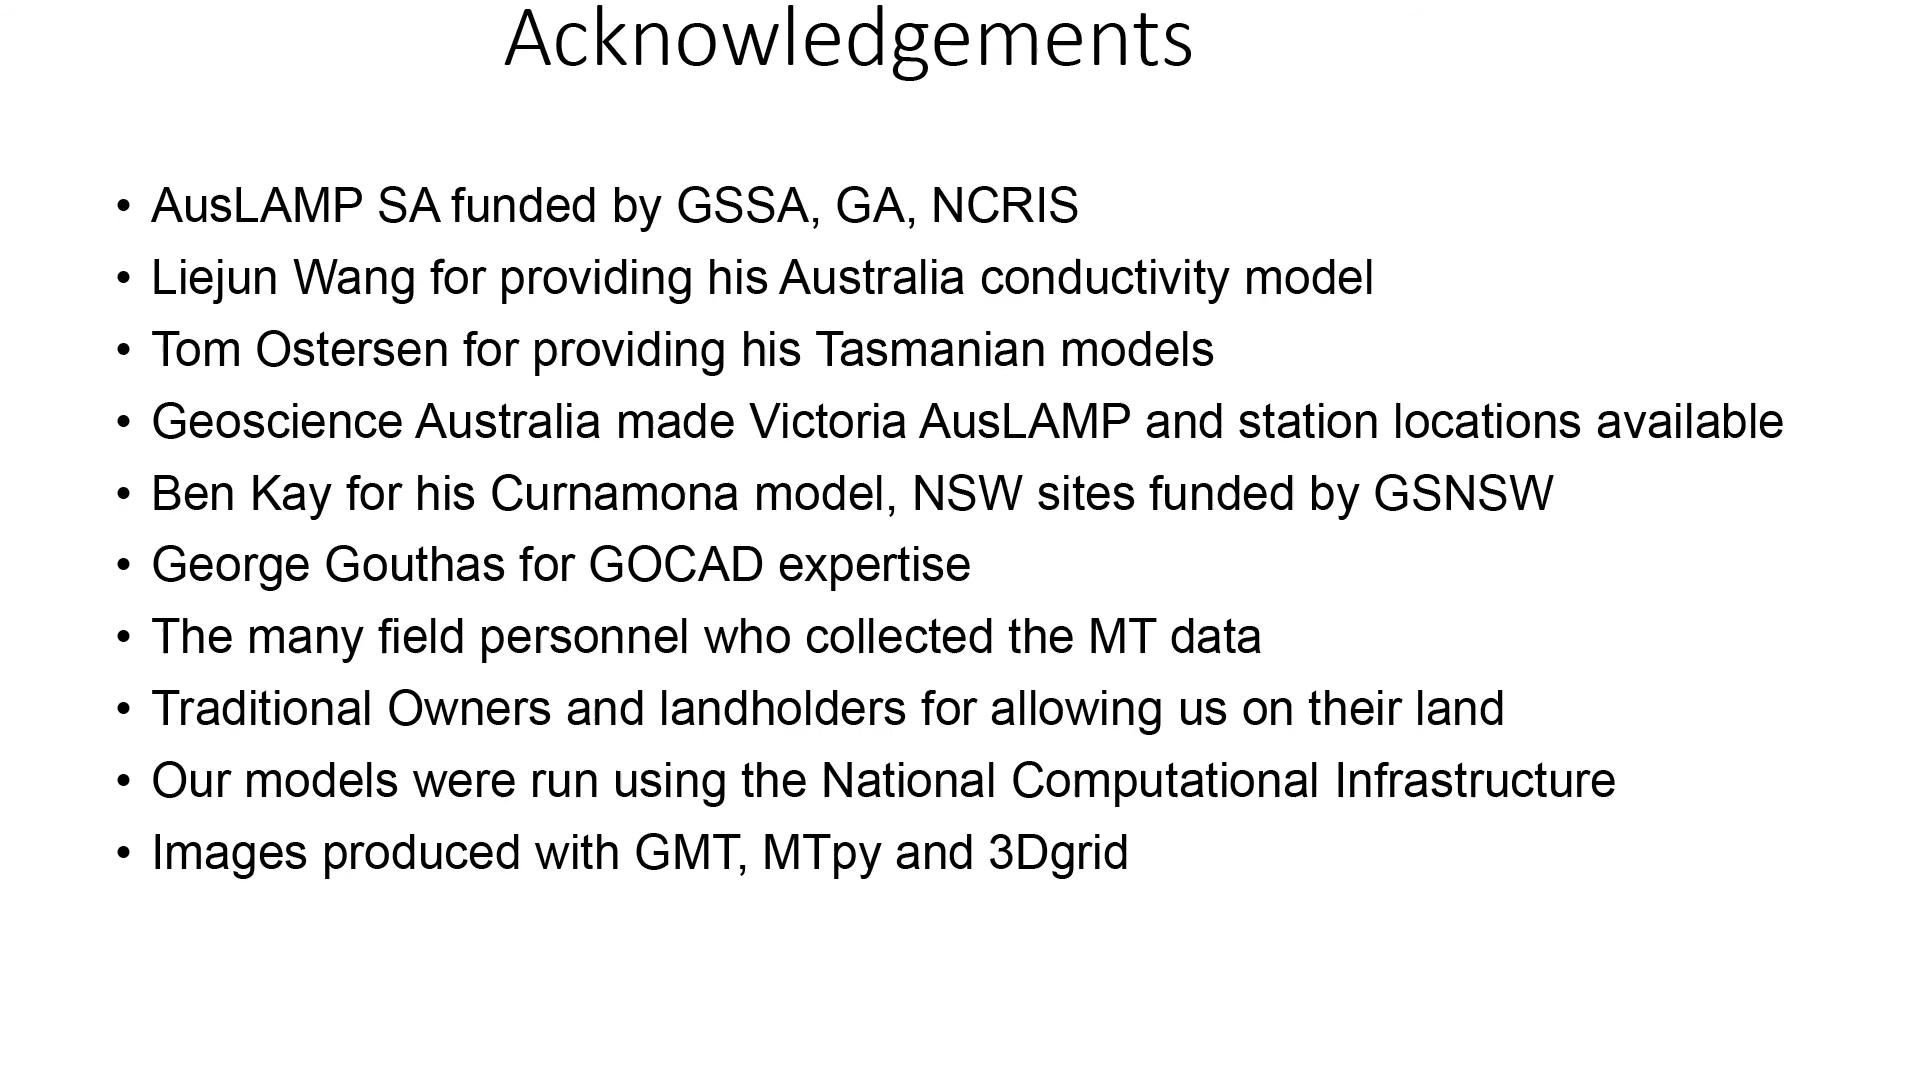 Acknowledgements
• AusLAMP SA funded by GSSA, GA, NCRIS
• Liejun Wang for providing his Australia conductivity model
• Tom Ostersen for providing his Tasmanian models
• Geoscience Australia made Victoria AusLAMP and station locations available
• Ben Kay for his Curnamona model, NSW sites funded by GSNSW
• George Gouthas for GOCAD expertise
• The many field personnel who collected the MT data
• Traditional Owners and landholders for allowing us on their land
• Our models were run using the National Computational Infrastructure
• Images produced with GMT, MTpy and 3Dgrid